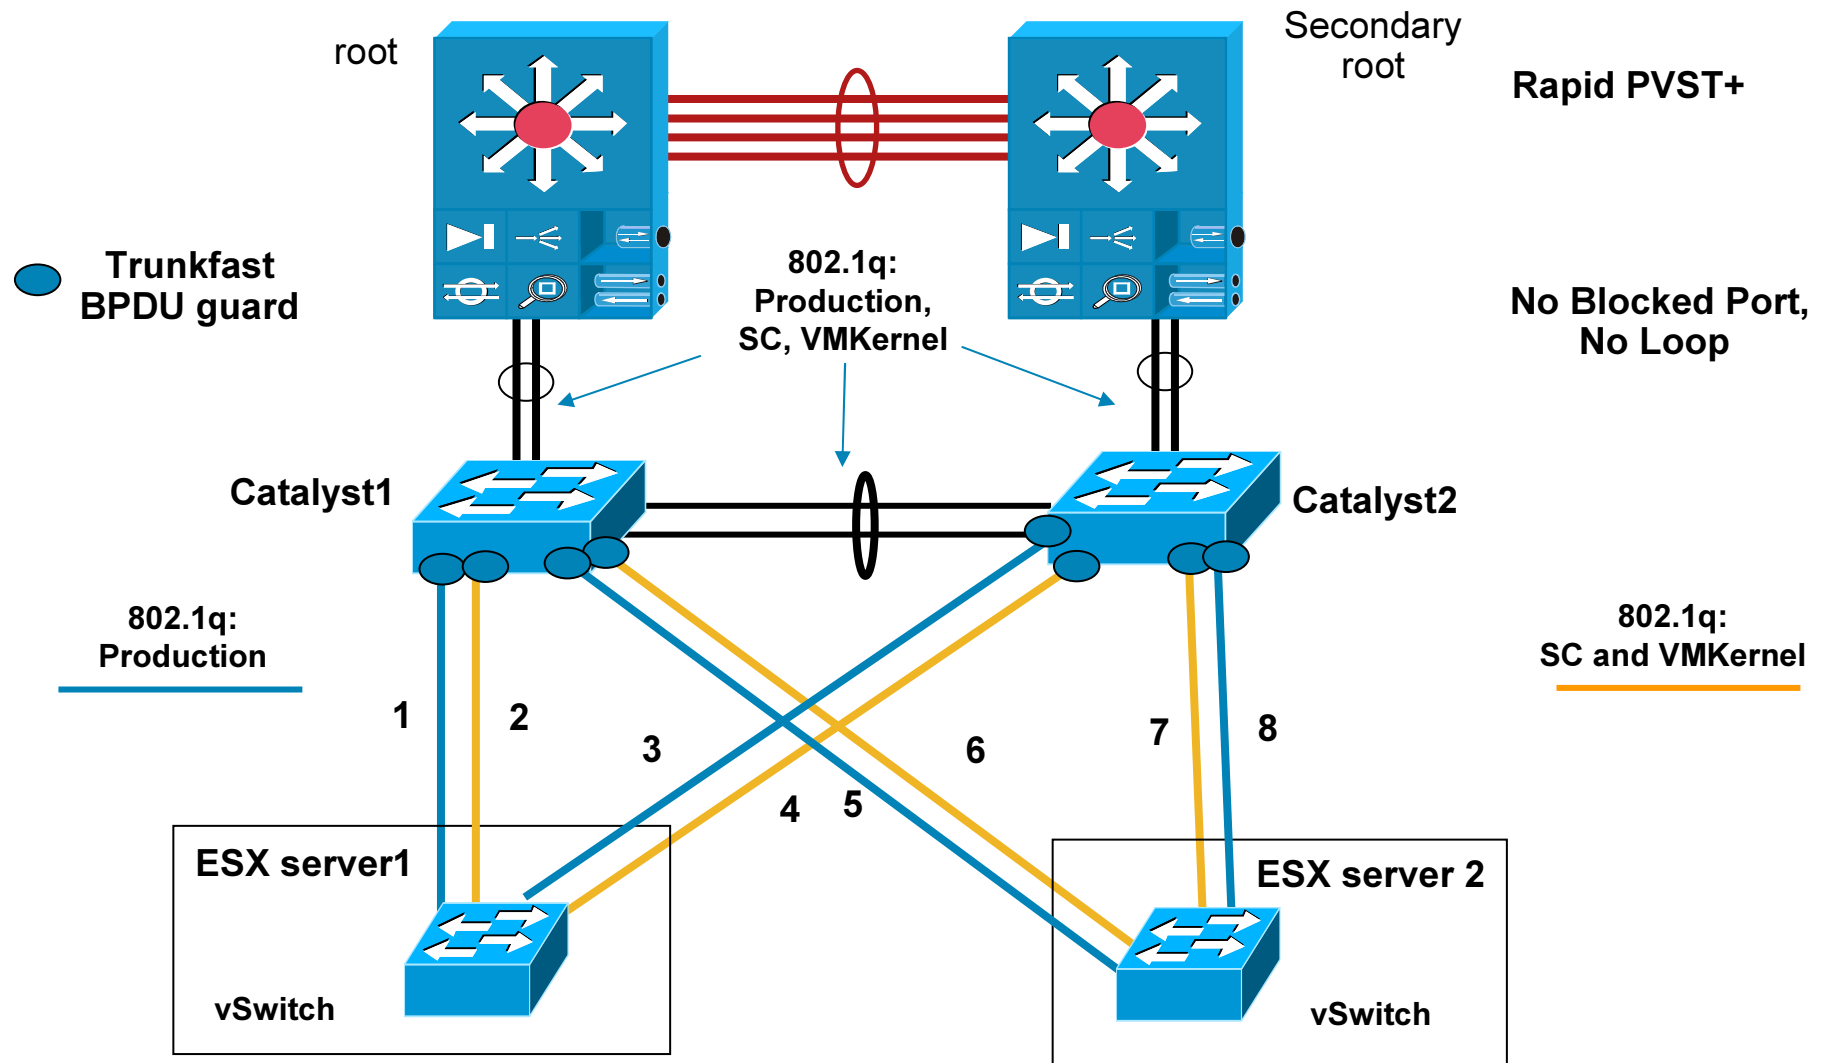 root
Secondary
root
Rapid PVST+
Trunkfast
BPDU guard
802.1q:
Production,
SC, VMKernel
No Blocked Port,
No Loop
Catalyst1
Catalyst2
802.1q:
Production
802.1q:
SC and VMKernel
1
2
3
4
5
6
7
8
ESX server1
ESX server 2
vSwitch
vSwitch